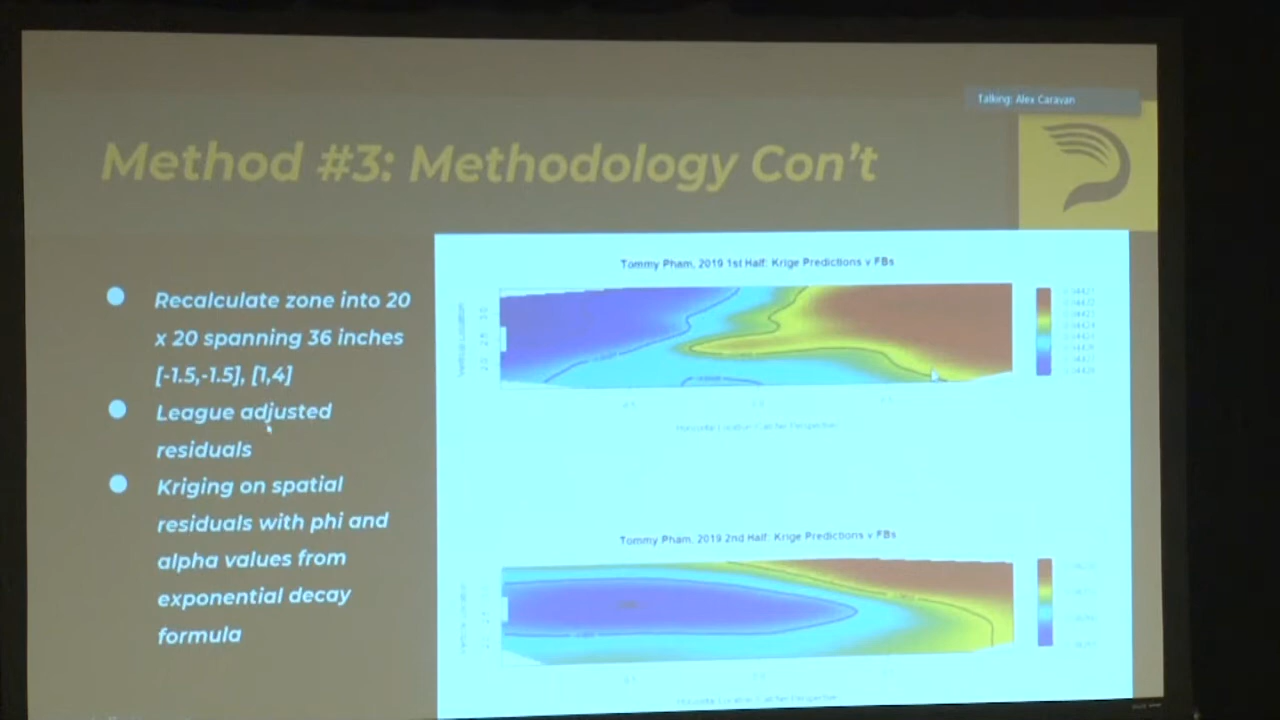 Talking: Alex Caravan
Method #3: Methodology Con't
Recalculate zone into 20
x 20 spanning 36 inches
[-1.5,-1.5], [1,4]
League adjusted
residuals
Kriging on spatial
residuals with phi and
alpha values from
exponential decay
formula
Tommy Pham, 2019 1st Half: Krige Predictions v FBs
Tommy Pham, 2019 2nd Half: Krige Predictions v FBs